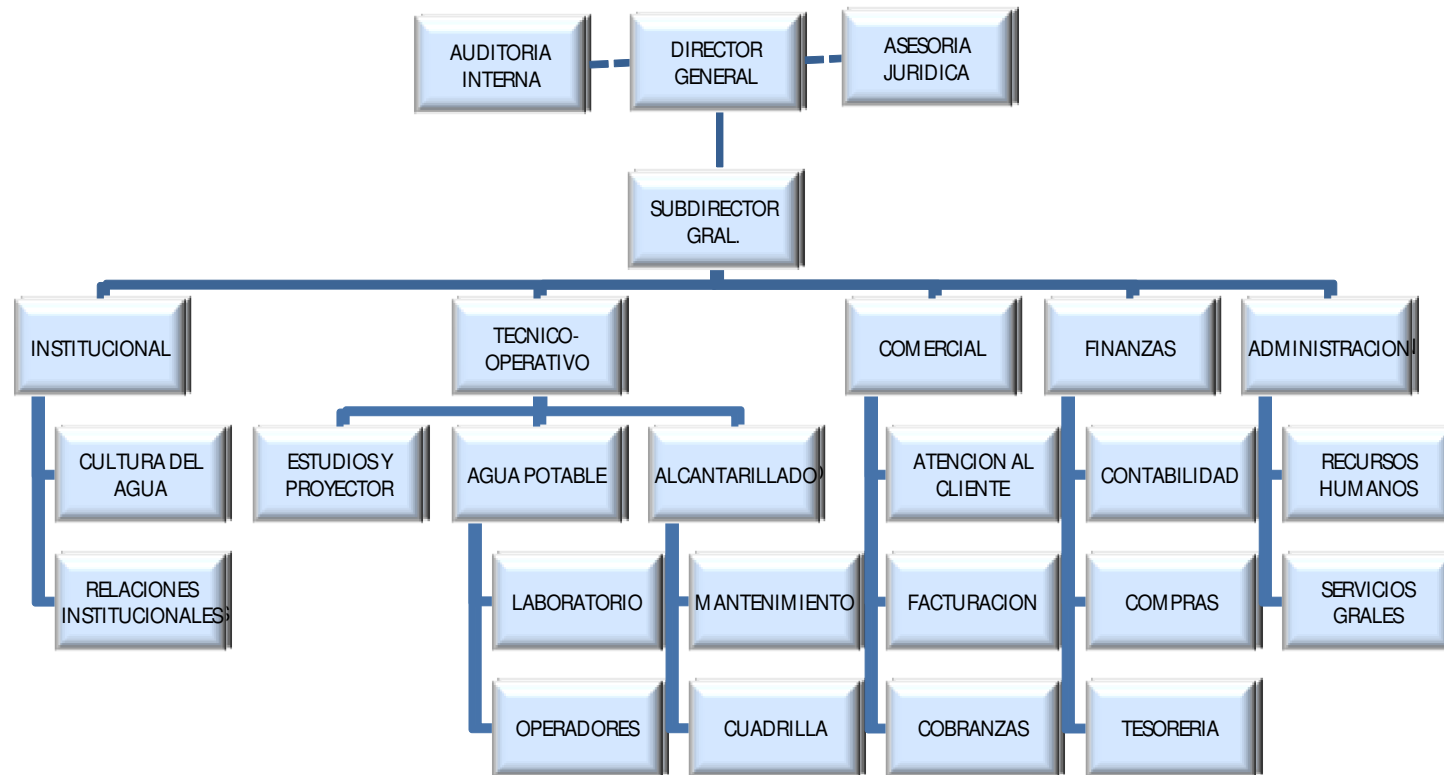 AUDITORIA
INTERNA
DIRECTOR
GENERAL
ASESORIA
JURIDICA
SUBDIRECTOR
GRAL.
INSTITUCIONAL
TECNICO-
OPERATIVO
COMERCIAL
FINANZAS
ADMINISTRACION
CULTURA DEL
AGUA
ESTUDIOS Y
PROYECTOR
AGUA POTABLE
ALCANTARILLADO
ATENCION AL
CLIENTE
CONTABILIDAD
RECURSOS
HUMANOS
RELACIONES
INSTITUCIONALES
LABORATORIO
MANTENIMIENTO
FACTURACION
COMPRAS
SERVICIOS
GRALES
OPERADORES
CUADRILLA
COBRANZAS
TESORERIA